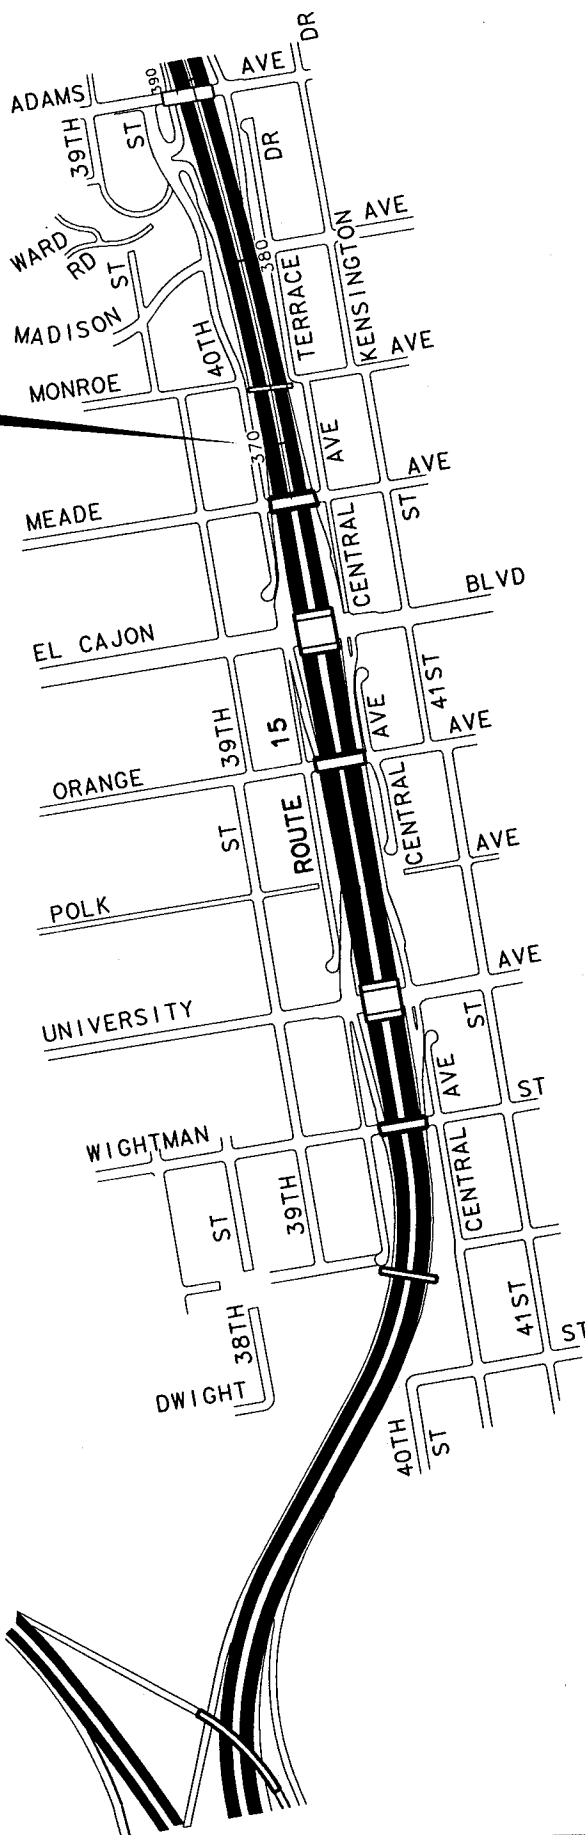 DR
AVE
390
ADAMS
39TH
ST
DR
AVE
WARD
RD
ST
380
TERRACE
KENSINGTON
MADISON
40TH
AVE
MONROE
370
AVE
AVE
MEADE
ST
CENTRAL
BLVD
EL CAJON
41ST
39TH
15
AVE
AVE
ORANGE
ST
ROUTE
CENTRAL
AVE
POLK
AVE
UNIVERSITY
ST
AVE
ST
WIGHTMAN
CENTRAL
39TH
ST
41ST
38TH
ST
DWIGHT
40TH
ST